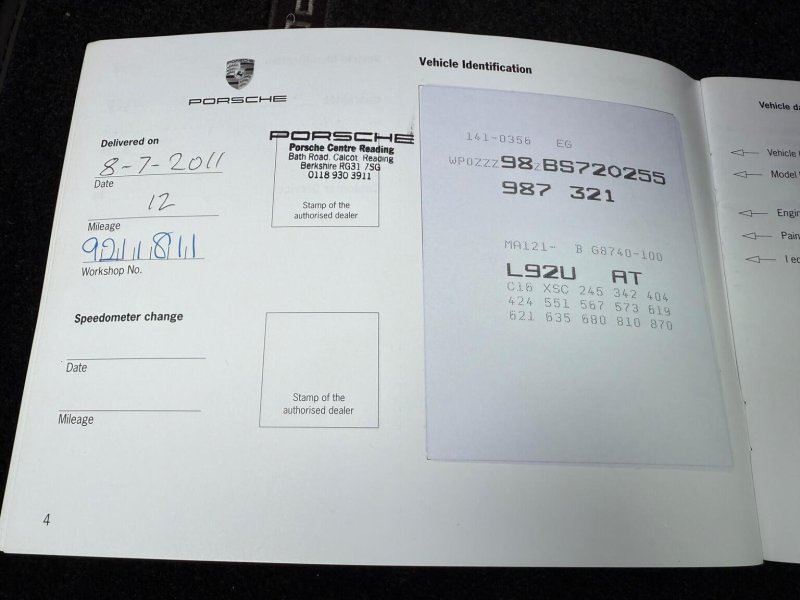 PORSCHE
Delivered on
8-7-2011
Date
12
Mileage
921811
Workshop No.
PORSCHE
Porsche Centre Reading
Bath Road, Calcot, Reading
Berkshire RG31 7SG
0118 930 3911
Stamp of the
authorised dealer
Speedometer change
Date
Mileage
Stamp of the
authorised dealer
4
Vehicle Identification
141-0356 EG
WP0ZZZ98ZBS720255
987 321
MA121- B G8740-100
L92U AT
C16 XSC 245 342 404
424 551 567 573 619
621 635 680 810 870
Vehicle
Vehicle
Model
I